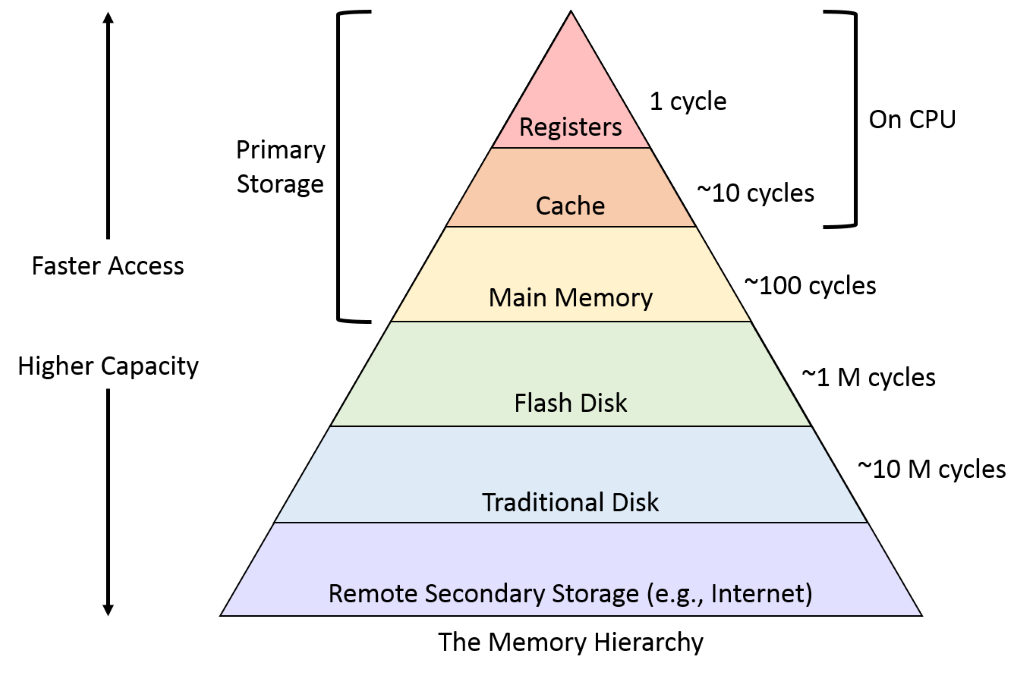 1 cycle
On CPU
Registers
Primary
Storage
~10 cycles
Cache
Faster Access
~100 cycles
Main Memory
Higher Capacity
~1 M cycles
Flash Disk
~10 M cycles
Traditional Disk
Remote Secondary Storage (e.g., Internet)
The Memory Hierarchy